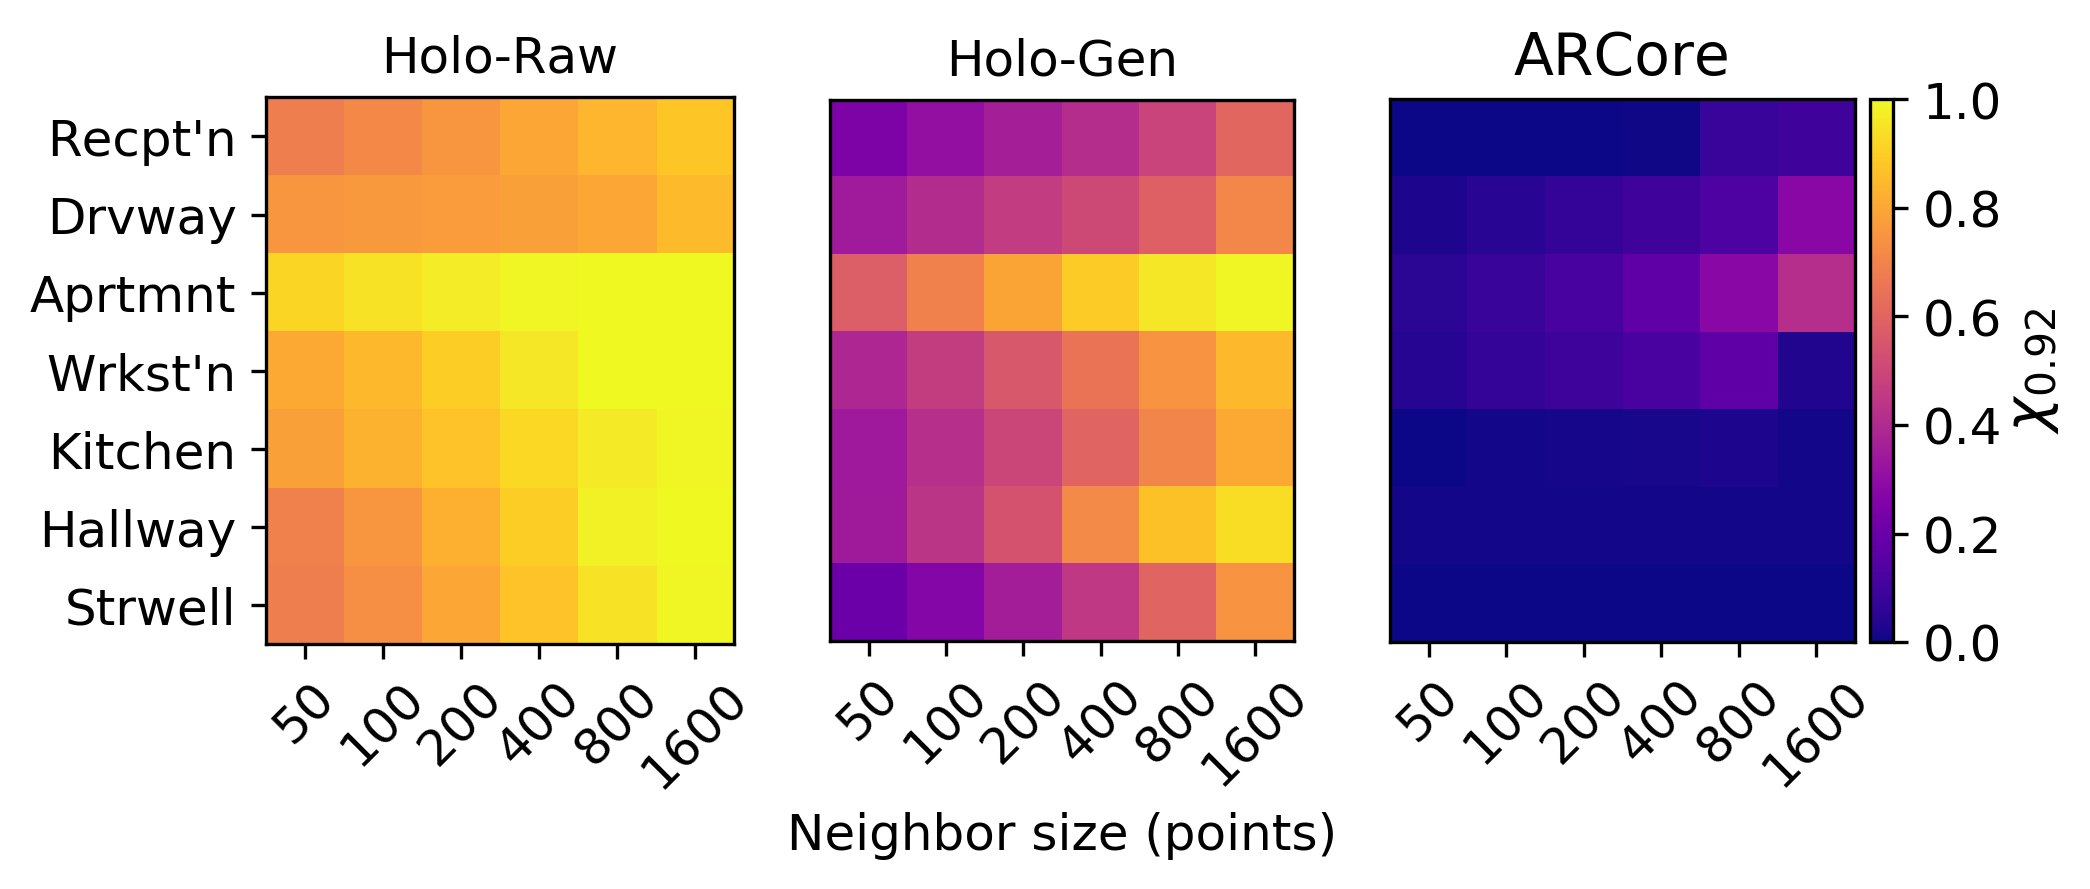 Holo-Raw
Holo-Gen
ARCore
Recpt'n
Drvway
Aprtmnt
Wrkst'n
Kitchen
Hallway
Strwell
50 100 200 400 800 1600
50 100 200 400 800 1600
50 100 200 400 800 1600
1.0
0.8
0.6
0.4
0.2
0.0
χ0.92
Neighbor size (points)